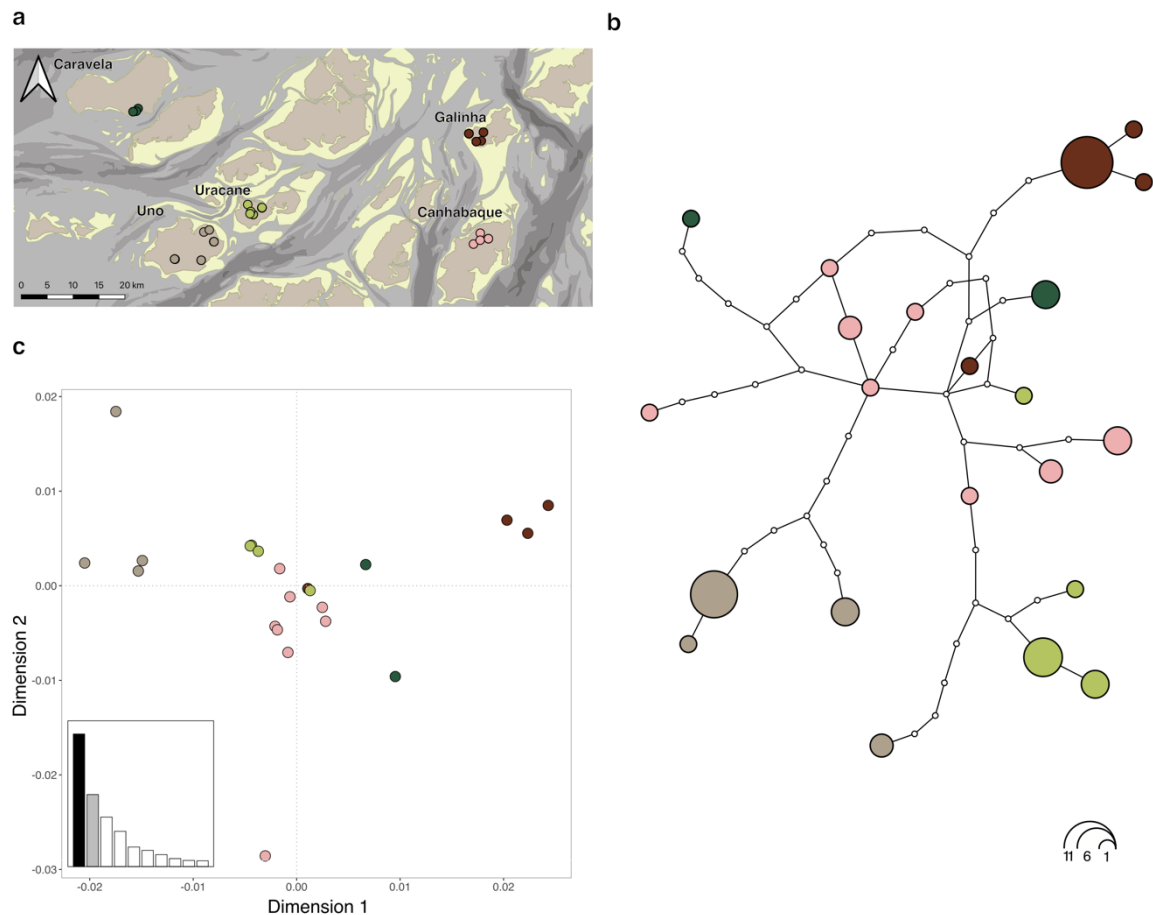 a
Caravela
Galinha
Uracane
Uno
Canhabaque
0 5 10 15 20 km
b
11 6 1
c
0.02
0.01
0.00
-0.01
-0.02
-0.03
Dimension 2
-0.02 -0.01 0.00 0.01 0.02
Dimension 1